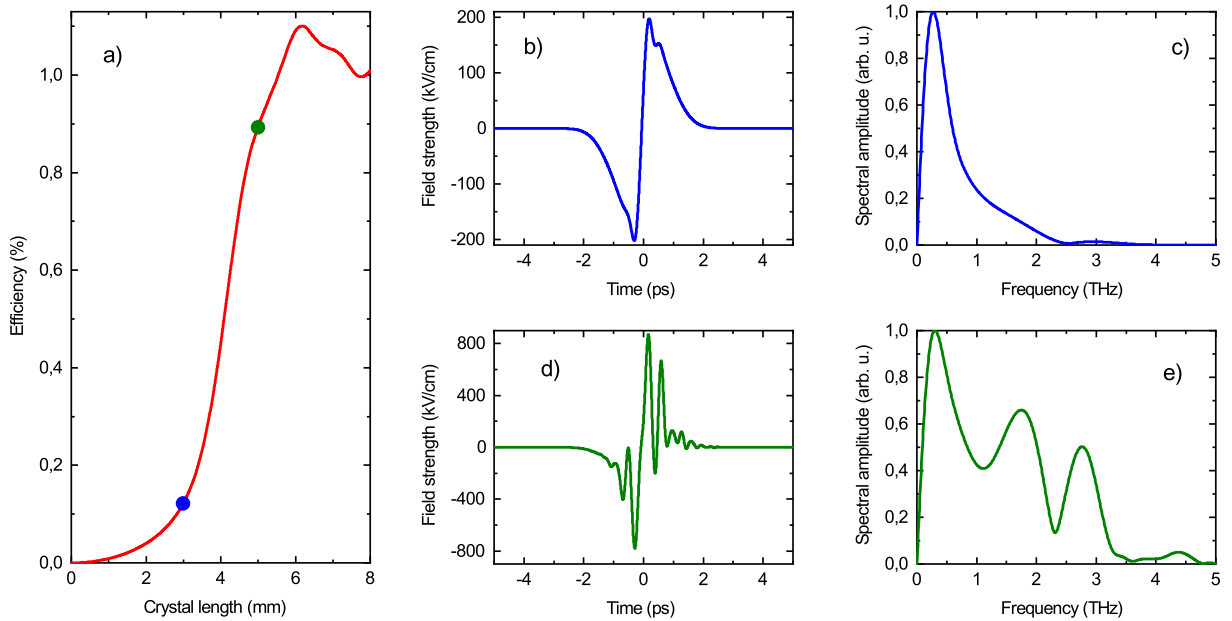 a)
Efficiency (%)
1,0
0,8
0,6
0,4
0,2
0,0
0 2 4 6 8
Crystal length (mm)
b)
Field strength (kV/cm)
200
100
0
-100
-200
-4 -2 0 2 4
Time (ps)
c)
Spectral amplitude (arb. u.)
1,0
0,8
0,6
0,4
0,2
0,0
0 1 2 3 4 5
Frequency (THz)
d)
Field strength (kV/cm)
800
400
0
-400
-800
-4 -2 0 2 4
Time (ps)
e)
Spectral amplitude (arb. u.)
1,0
0,8
0,6
0,4
0,2
0,0
0 1 2 3 4 5
Frequency (THz)